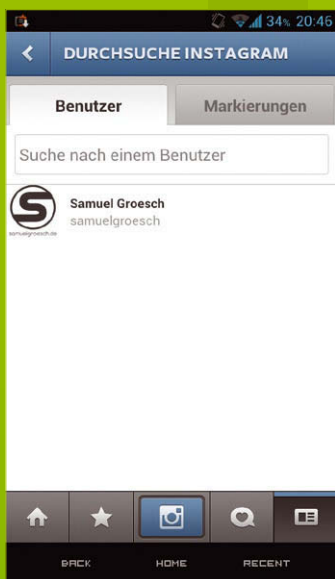 34% 20:46
DURCHSUCHE INSTAGRAM
Benutzer Markierungen
Suche nach einem Benutzer
S
Samuel Groesch
samuelgroesch
samuelgroesch.de
BACK HOME RECENT